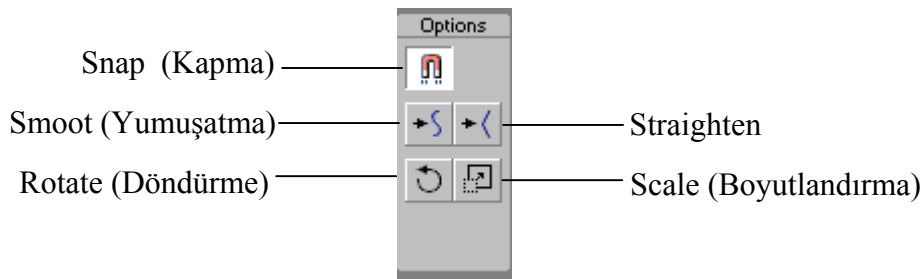 Options
Snap (Kapma)
Smoot (Yumuşatma)
Straighten
Rotate (Döndürme)
Scale (Boyutlandırma)